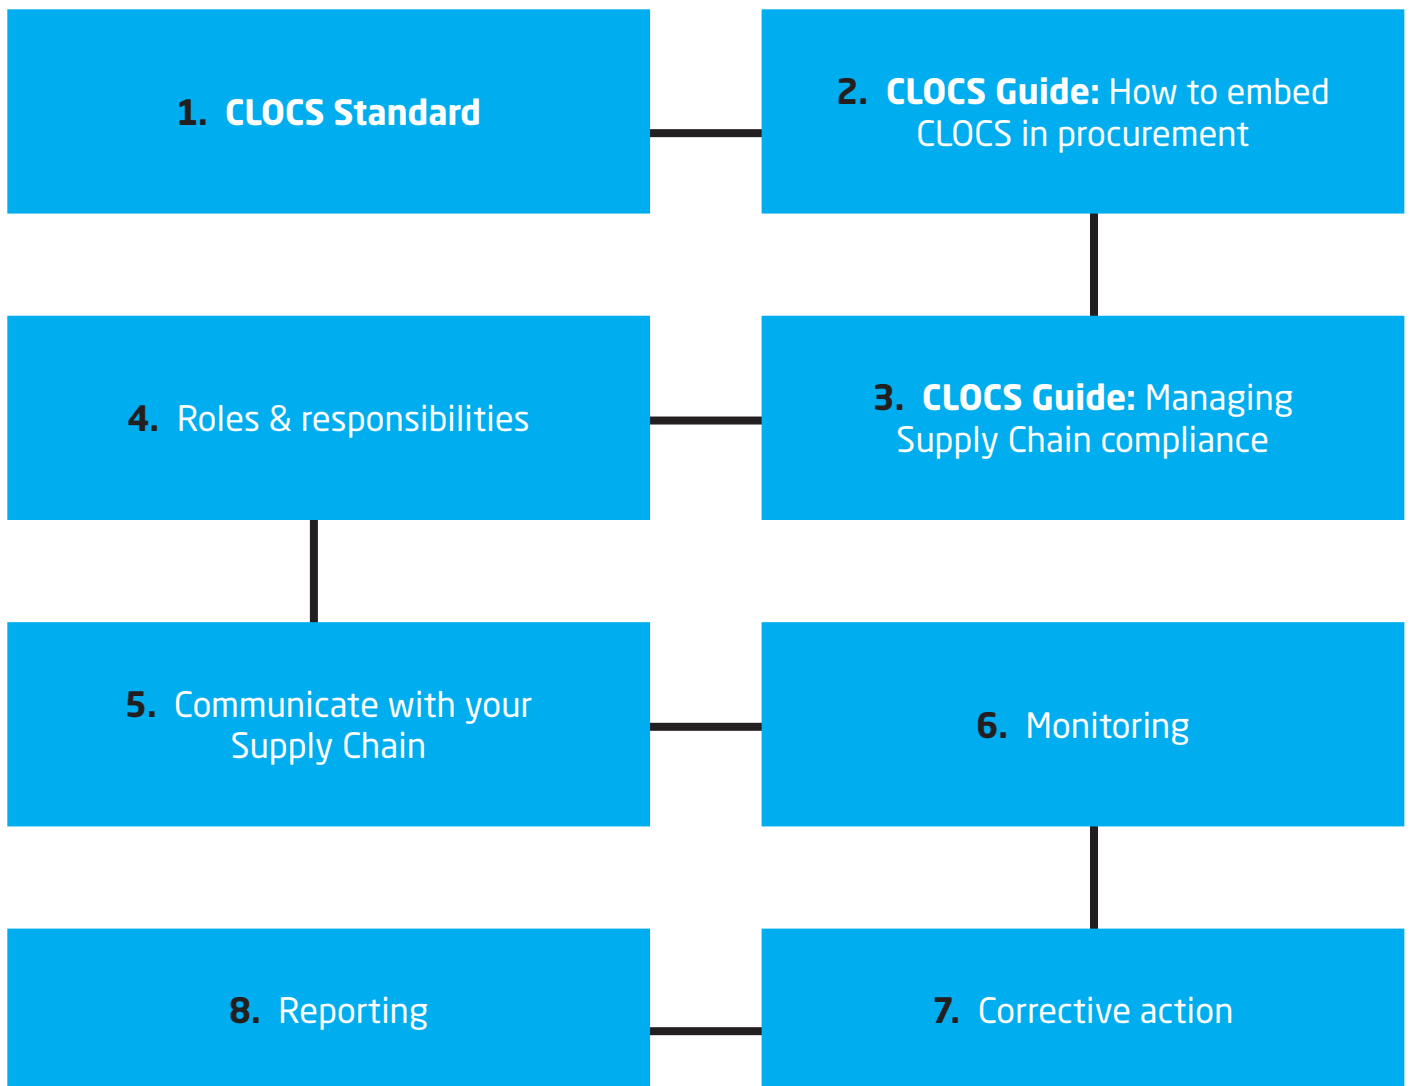 1. CLOCS Standard
2. CLOCS Guide: How to embed
CLOCS in procurement
3. CLOCS Guide: Managing
Supply Chain compliance
4. Roles & responsibilities
5. Communicate with your
Supply Chain
6. Monitoring
7. Corrective action
8. Reporting